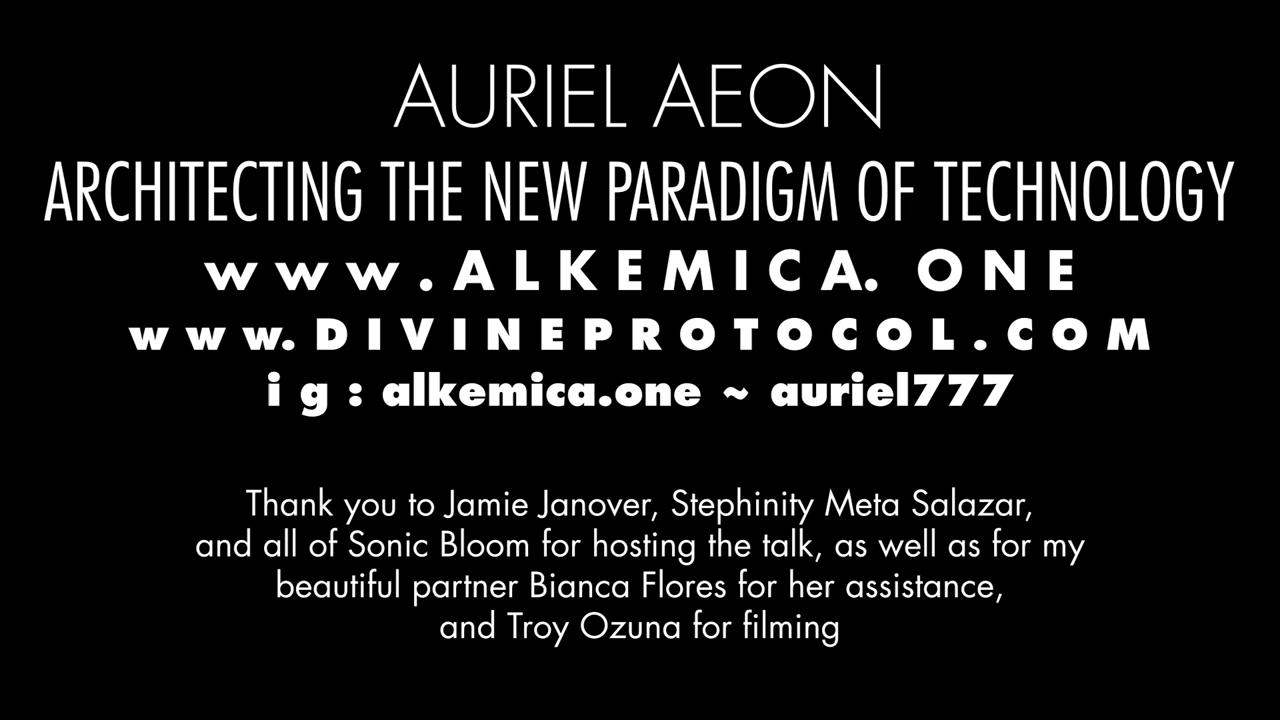 AURIEL AEON
ARCHITECTING THE NEW PARADIGM OF TECHNOLOGY
www.ALKEMICA.ONE
www.DIVINEPROTOCOL.COM
ig: alkemica.one ~ auriel777
Thank you to Jamie Janover, Stephinity Meta Salazar,
and all of Sonic Bloom for hosting the talk, as well as for my
beautiful partner Bianca Flores for her assistance,
and Troy Ozuna for filming